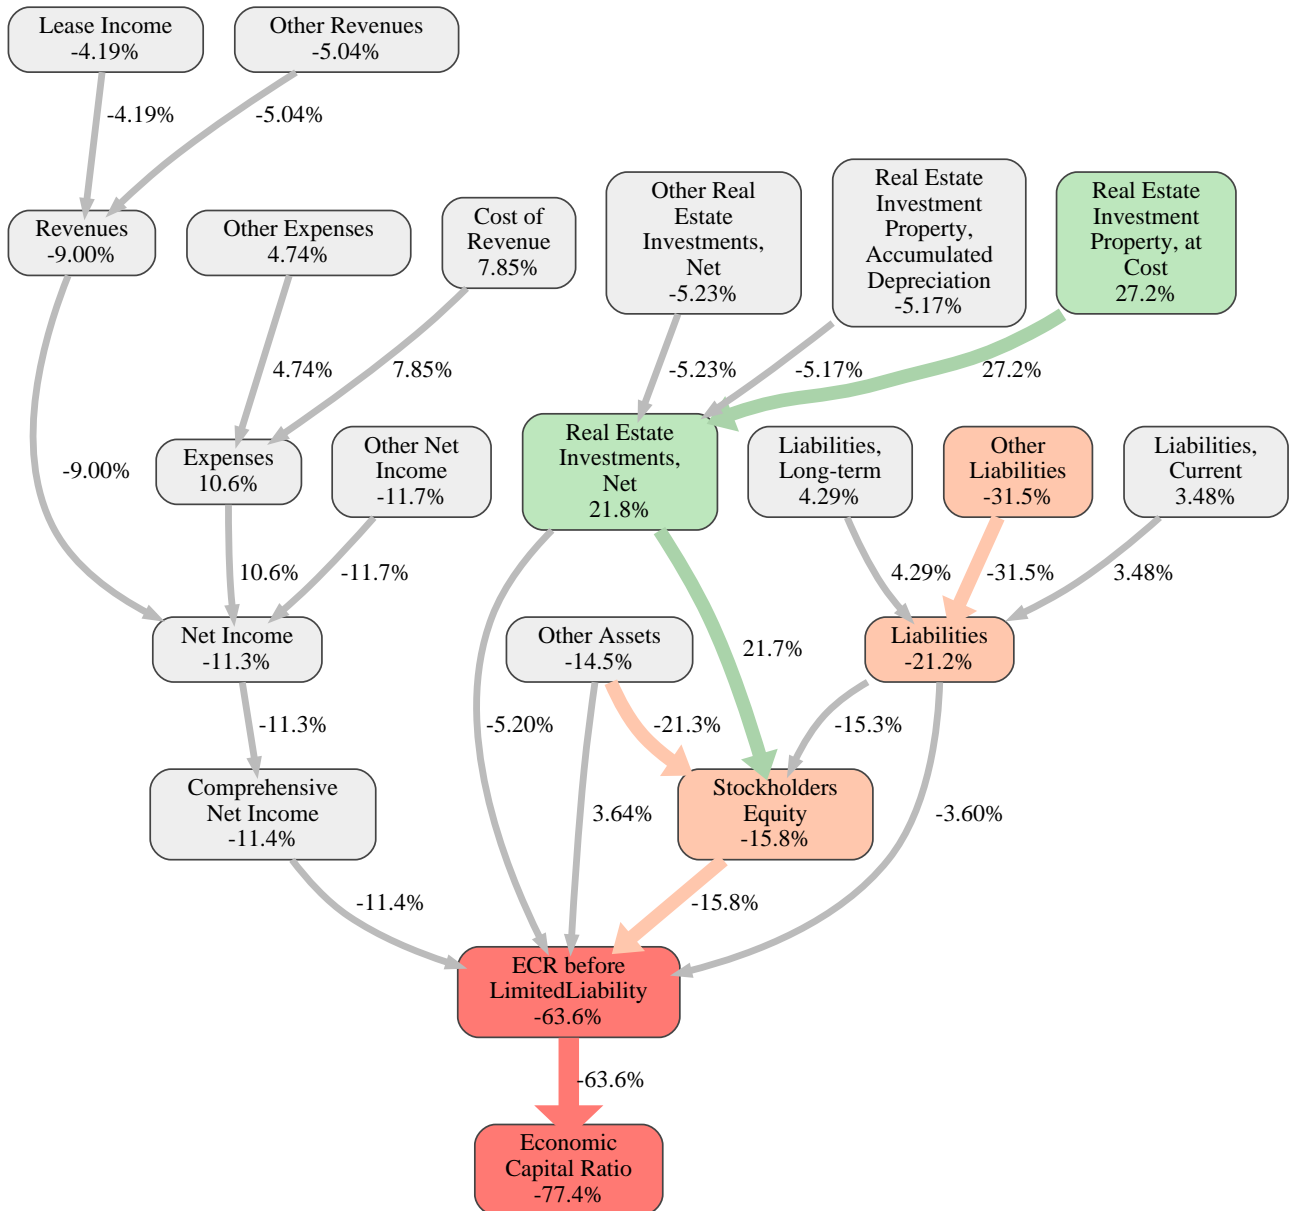 Lease Income
-4.19%
Other Revenues
-5.04%
-4.19%
-5.04%
Revenues
-9.00%
Other Expenses
4.74%
Cost of
Revenue
7.85%
Other Real
Estate
Investments,
Net
-5.23%
Real Estate
Investment
Property,
Accumulated
Depreciation
-5.17%
Real Estate
Investment
Property, at
Cost
27.2%
4.74%
7.85%
-5.23%
-5.17%
27.2%
-9.00%
Expenses
10.6%
Other Net
Income
-11.7%
Real Estate
Investments,
Net
21.8%
Liabilities,
Long-term
4.29%
Other
Liabilities
-31.5%
Liabilities,
Current
3.48%
10.6%
-11.7%
4.29%
-31.5%
3.48%
Net Income
-11.3%
Other Assets
-14.5%
21.7%
Liabilities
-21.2%
-11.3%
-5.20%
-21.3%
-15.3%
Comprehensive
Net Income
-11.4%
3.64%
Stockholders
Equity
-15.8%
-3.60%
-11.4%
-15.8%
ECR before
LimitedLiability
-63.6%
-63.6%
Economic
Capital Ratio
-77.4%